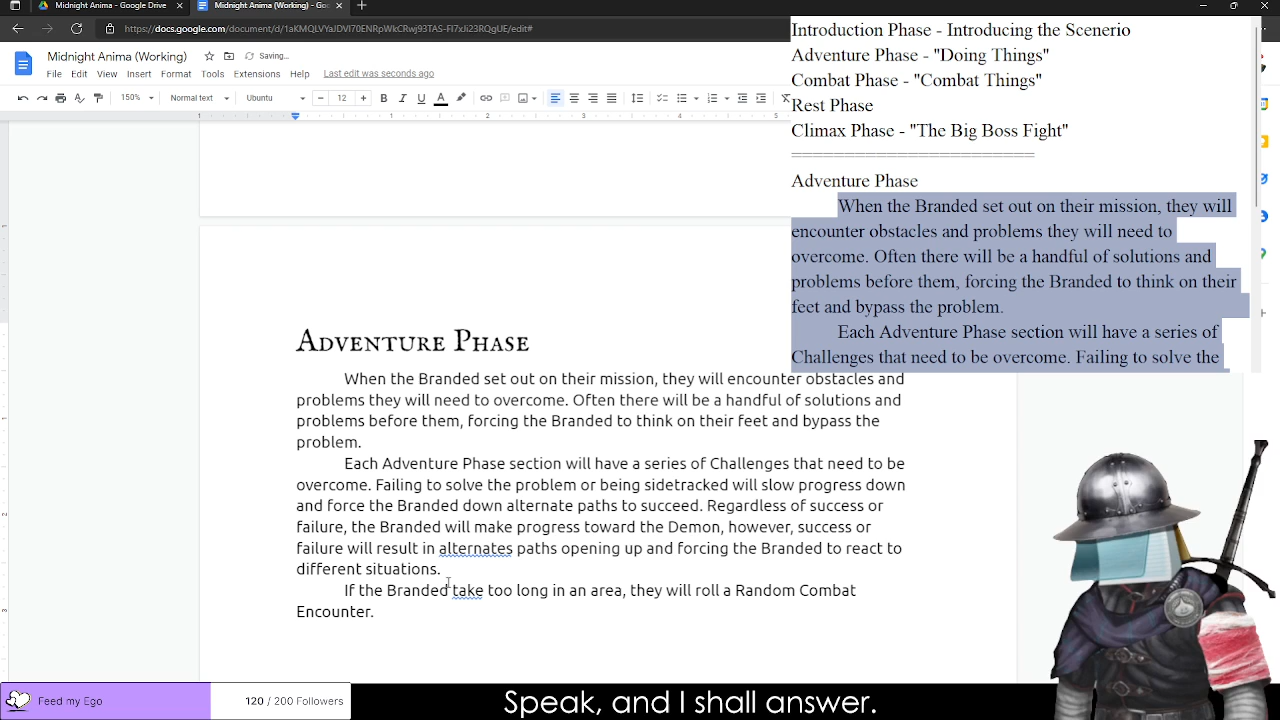 Midnight Anima (Working) - Goo
Midnight Anima (Working) - Goo
https://docs.google.com/document/d/1aKMQLVYaJDVl70ENRpWkCRwj93TAS-FI7xJi23RQgUE/edit#
Midnight Anima (Working)
Saving...
File Edit View Insert Format Tools Extensions Help Last edit was seconds ago
150% Normal text Ubuntu 12 B I U A
1 1 2 3 4 5
Introduction Phase - Introducing the Scenerio
Adventure Phase - "Doing Things"
Combat Phase - "Combat Things"
Rest Phase
Climax Phase - "The Big Boss Fight"
=======================
Adventure Phase
When the Branded set out on their mission, they will
encounter obstacles and problems they will need to
overcome. Often there will be a handful of solutions and
problems before them, forcing the Branded to think on their
feet and bypass the problem.
Each Adventure Phase section will have a series of
Challenges that need to be overcome. Failing to solve the
Adventure Phase
When the Branded set out on their mission, they will encounter obstacles and
problems they will need to overcome. Often there will be a handful of solutions and
problems before them, forcing the Branded to think on their feet and bypass the
problem.
Each Adventure Phase section will have a series of Challenges that need to be
overcome. Failing to solve the problem or being sidetracked will slow progress down
and force the Branded down alternate paths to succeed. Regardless of success or
failure, the Branded will make progress toward the Demon, however, success or
failure will result in alternates paths opening up and forcing the Branded to react to
different situations.
If the Branded take too long in an area, they will roll a Random Combat
Encounter.
Feed my Ego
120 / 200 Followers
Speak, and I shall answer.